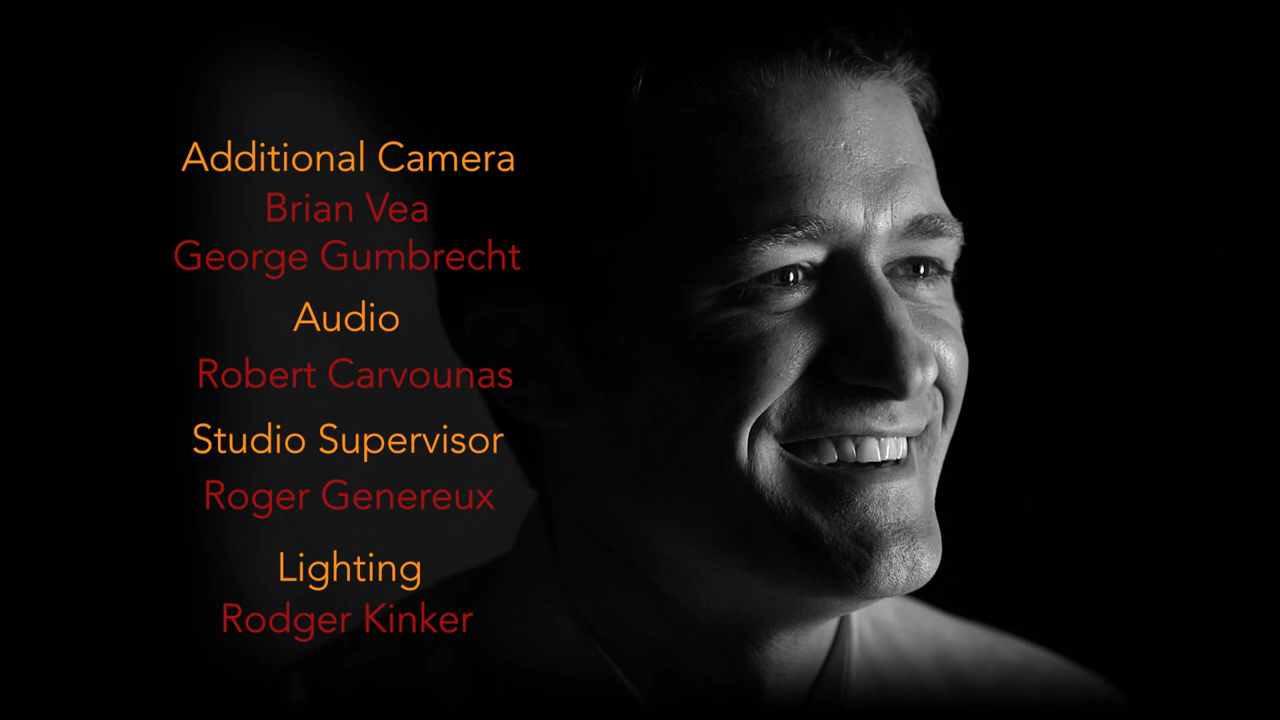 Additional Camera
Brian Vea
George Gumbrecht
Audio
Robert Carvounas
Studio Supervisor
Roger Genereux
Lighting
Rodger Kinker